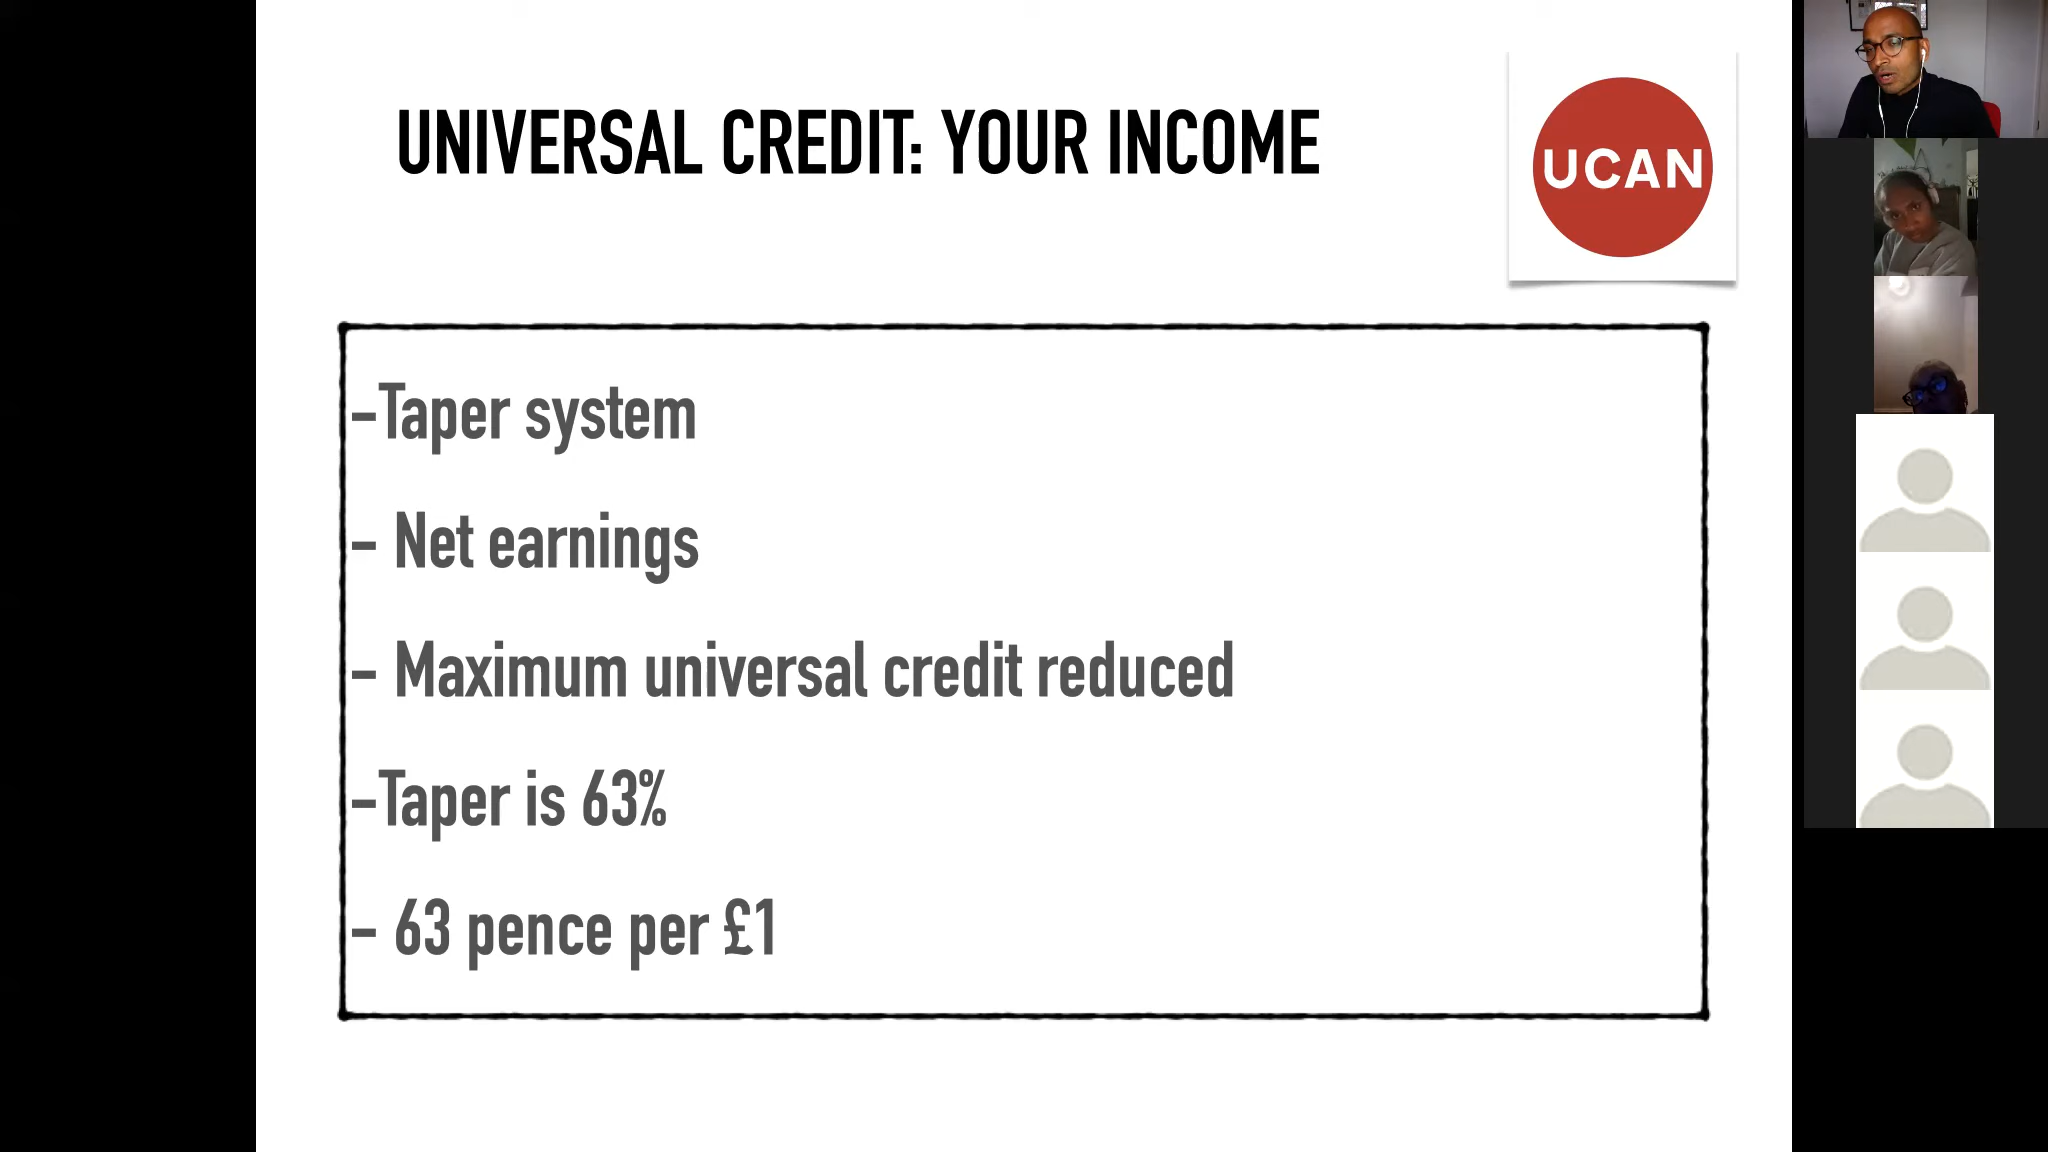 UNIVERSAL CREDIT: YOUR INCOME
UCAN
-Taper system
- Net earnings
- Maximum universal credit reduced
-Taper is 63%
- 63 pence per £1